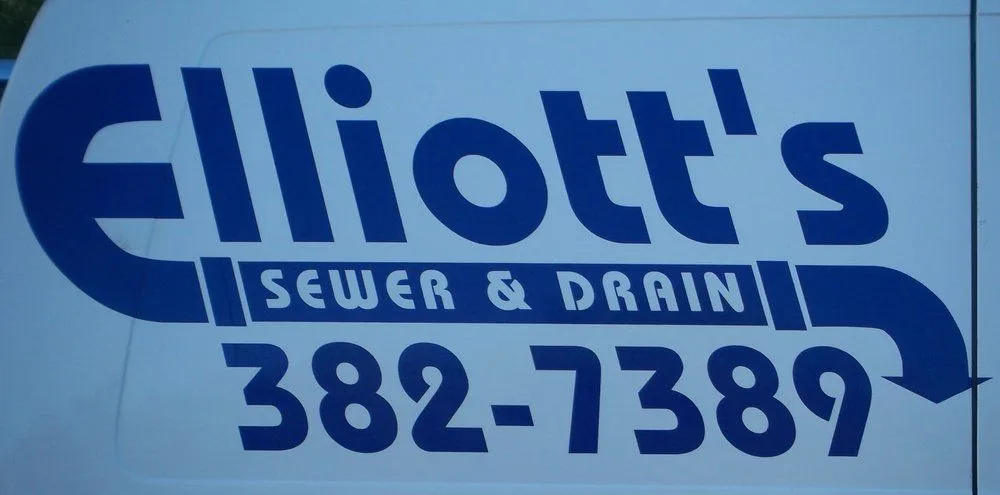 Elliott's
SEWER & DRAIN
382-7389